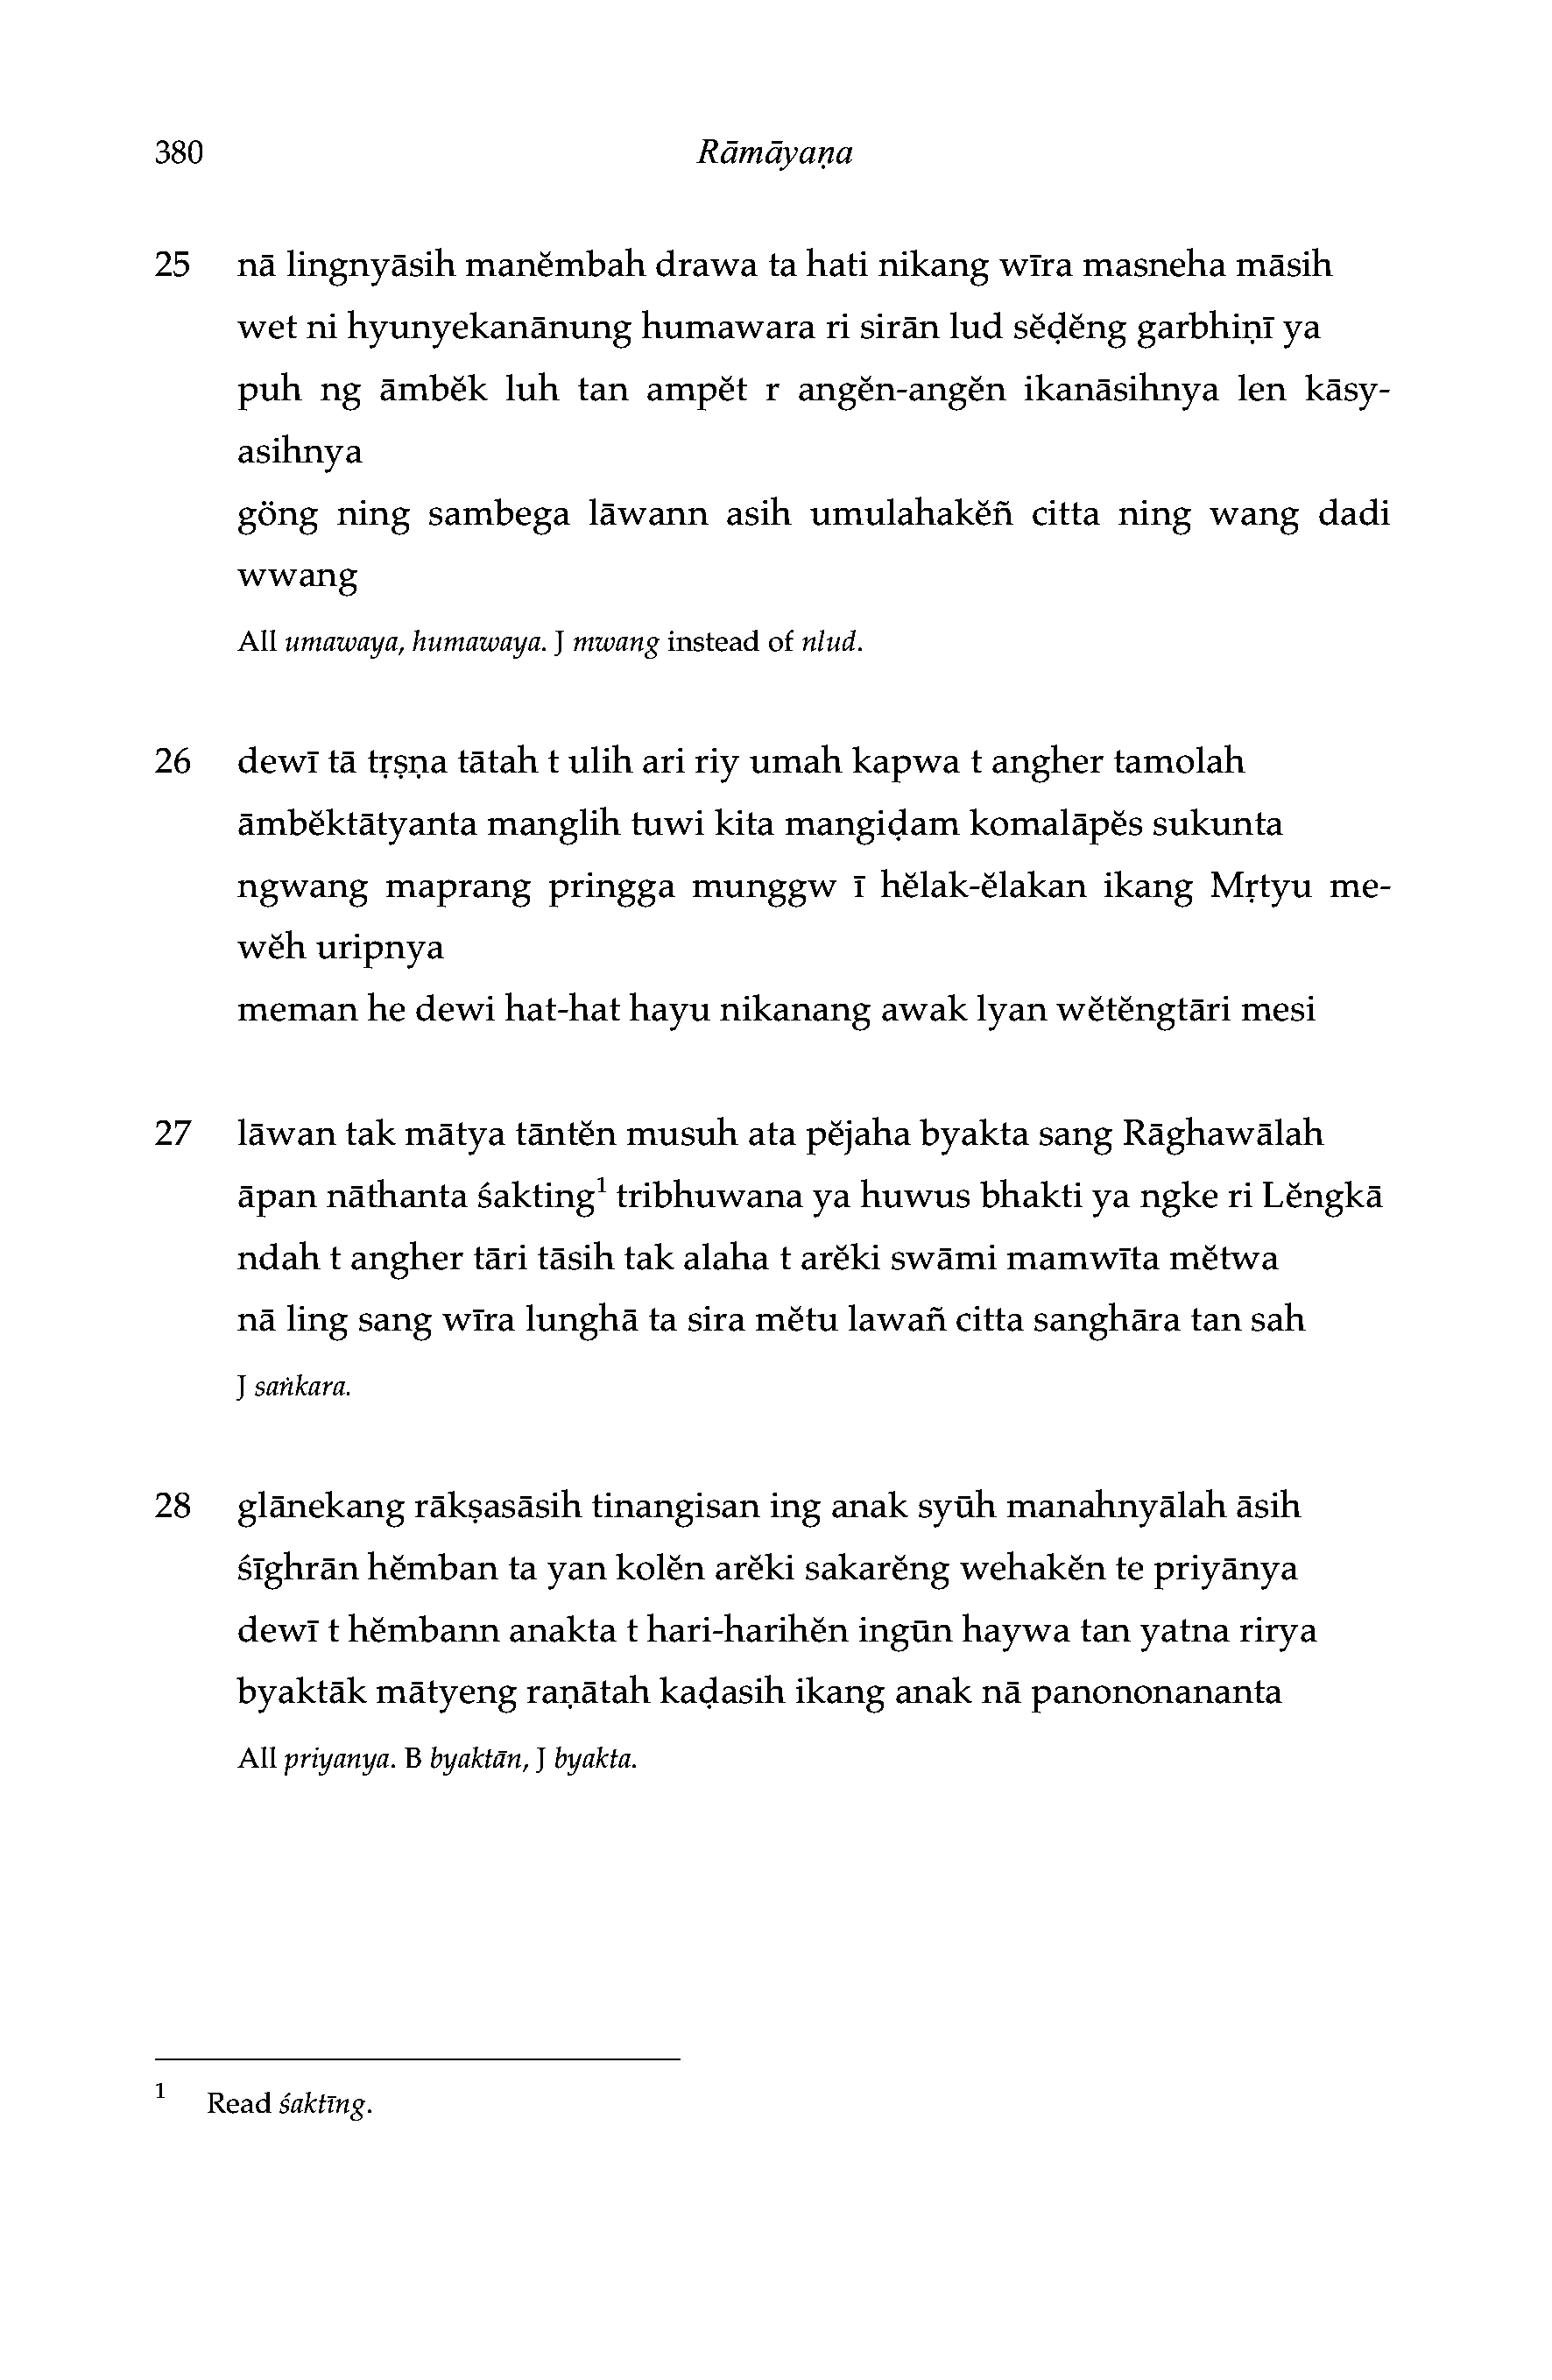 380 Rāmāyaṇa
25 nā lingnyāsih manĕmbah drawa ta hati nikang wīra masneha māsih
wet ni hyunyekanānung humawara ri sirān lud sĕḍĕng garbhiṇī ya
puh ng āmbĕk luh tan ampĕt r angĕn-angĕn ikanāsihnya len kāsy-
asihnya
göng ning sambega lāwann asih umulahakĕñ citta ning wang dadi
wwang
All umawaya, humawaya. J mwang instead of nlud.
26 dewī tā tṛṣṇa tātah t ulih ari riy umah kapwa t angher tamolah
āmbĕktātyanta manglih tuwi kita mangiḍam komalāpĕs sukunta
ngwang maprang pringga munggw ī hĕlak-ĕlakan ikang Mṛtyu me-
wĕh uripnya
meman he dewi hat-hat hayu nikanang awak lyan wĕtĕngtāri mesi
27 lāwan tak mātya tāntĕn musuh ata pĕjaha byakta sang Rāghawālah
āpan nāthanta śakting¹ tribhuwana ya huwus bhakti ya ngke ri Lĕngkā
ndah t angher tāri tāsih tak alaha t arĕki swāmi mamwīta mĕtwa
nā ling sang wīra lunghā ta sira mĕtu lawañ citta sanghāra tan sah
J saṅkara.
28 glānekang rākṣasāsih tinangisan ing anak syūh manahnyālah āsih
śīghrān hĕmban ta yan kolĕn arĕki sakarĕng wehakĕn te priyānya
dewī t hĕmbann anakta t hari-harihĕn ingūn haywa tan yatna rirya
byaktāk mātyeng raṇātah kaḍasih ikang anak nā panononananta
All priyanya. B byaktān, J byakta.
¹ Read śaktīng.